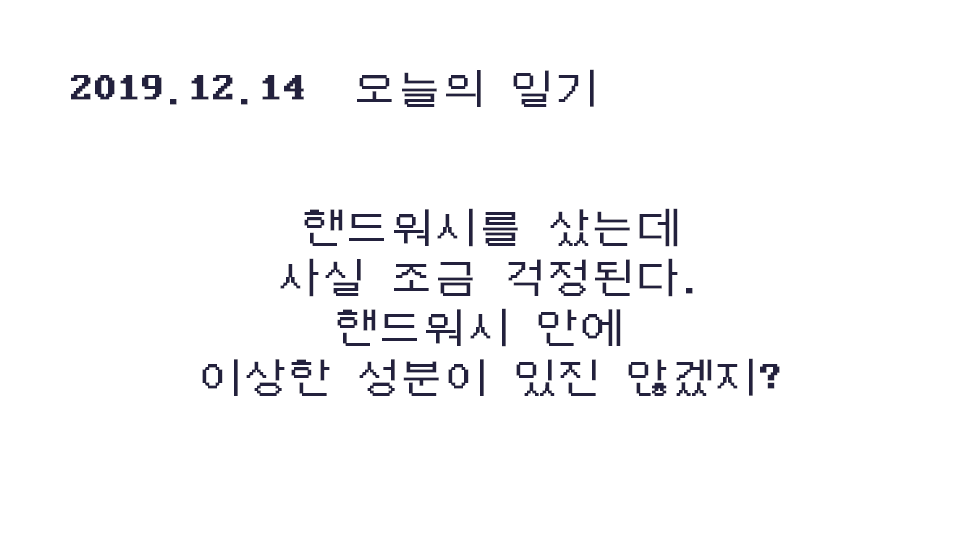 2019.12.14 오늘의 일기
핸드워시를 샀는데
사실 조금 걱정된다.
핸드워시 안에
이상한 성분이 있진 않겠지?